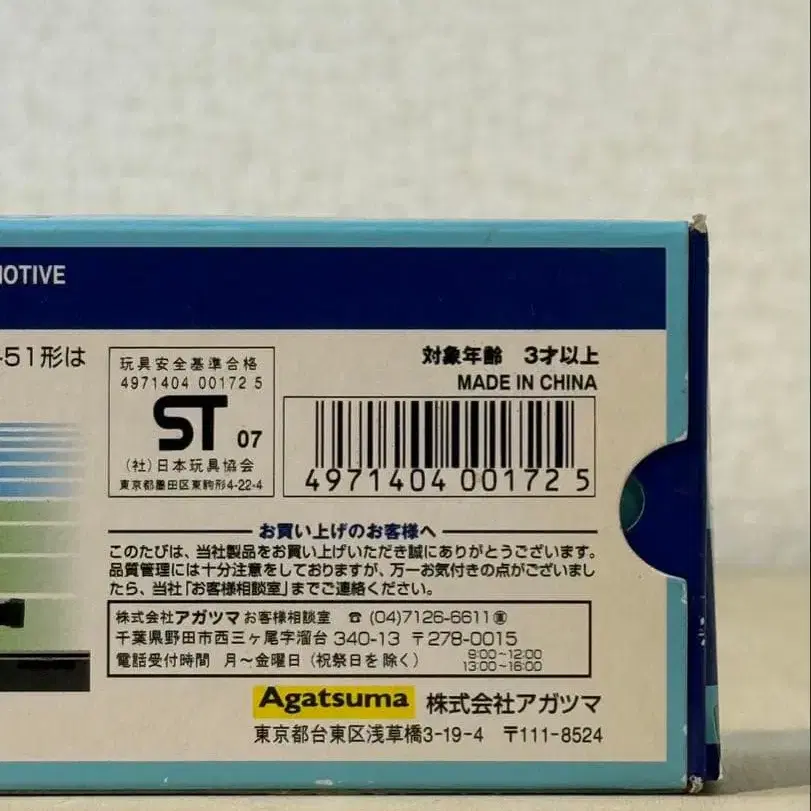 MOTIVE
-51形は
玩具安全基準合格
4971404 00172 5
ST 07
(社)日本玩具協会
東京都墨田区東駒形4-22-4
対象年齢 3才以上
MADE IN CHINA
4971404 00172 5
お買い上げのお客様へ
このたびは、当社製品をお買い上げいただき誠にありがとうございます。
品質管理には十分注意をしておりますが、万一お気付きの点がございまし
たら、当社「お客様相談室」までご連絡ください。
株式会社アガツマ お客様相談室 ☎ (04)7126-6611
千葉県野田市西三ヶ尾字溜台 340-13 〒278-0015
電話受付時間 月〜金曜日(祝祭日を除く) 9:00〜12:00
13:00〜16:00
Agatsuma 株式会社アガツマ
東京都台東区浅草橋3-19-4 〒111-8524